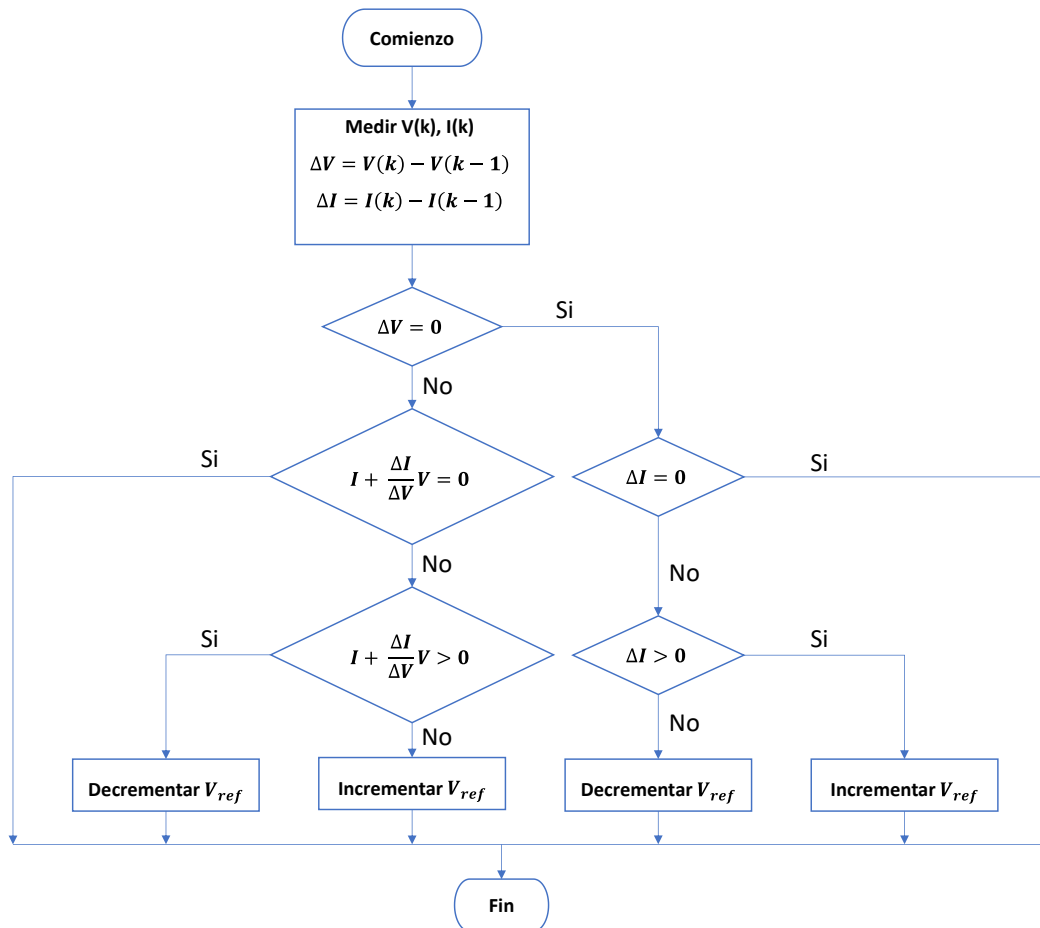 Comienzo
Medir V(k), I(k)
ΔV = V(k) − V(k − 1)
ΔI = I(k) − I(k − 1)
ΔV = 0
Si
No
I + ΔI/ΔV V = 0
Si
ΔI = 0
Si
No
No
I + ΔI/ΔV V > 0
Si
ΔI > 0
Si
No
No
Decrementar V_ref
Incrementar V_ref
Decrementar V_ref
Incrementar V_ref
Fin